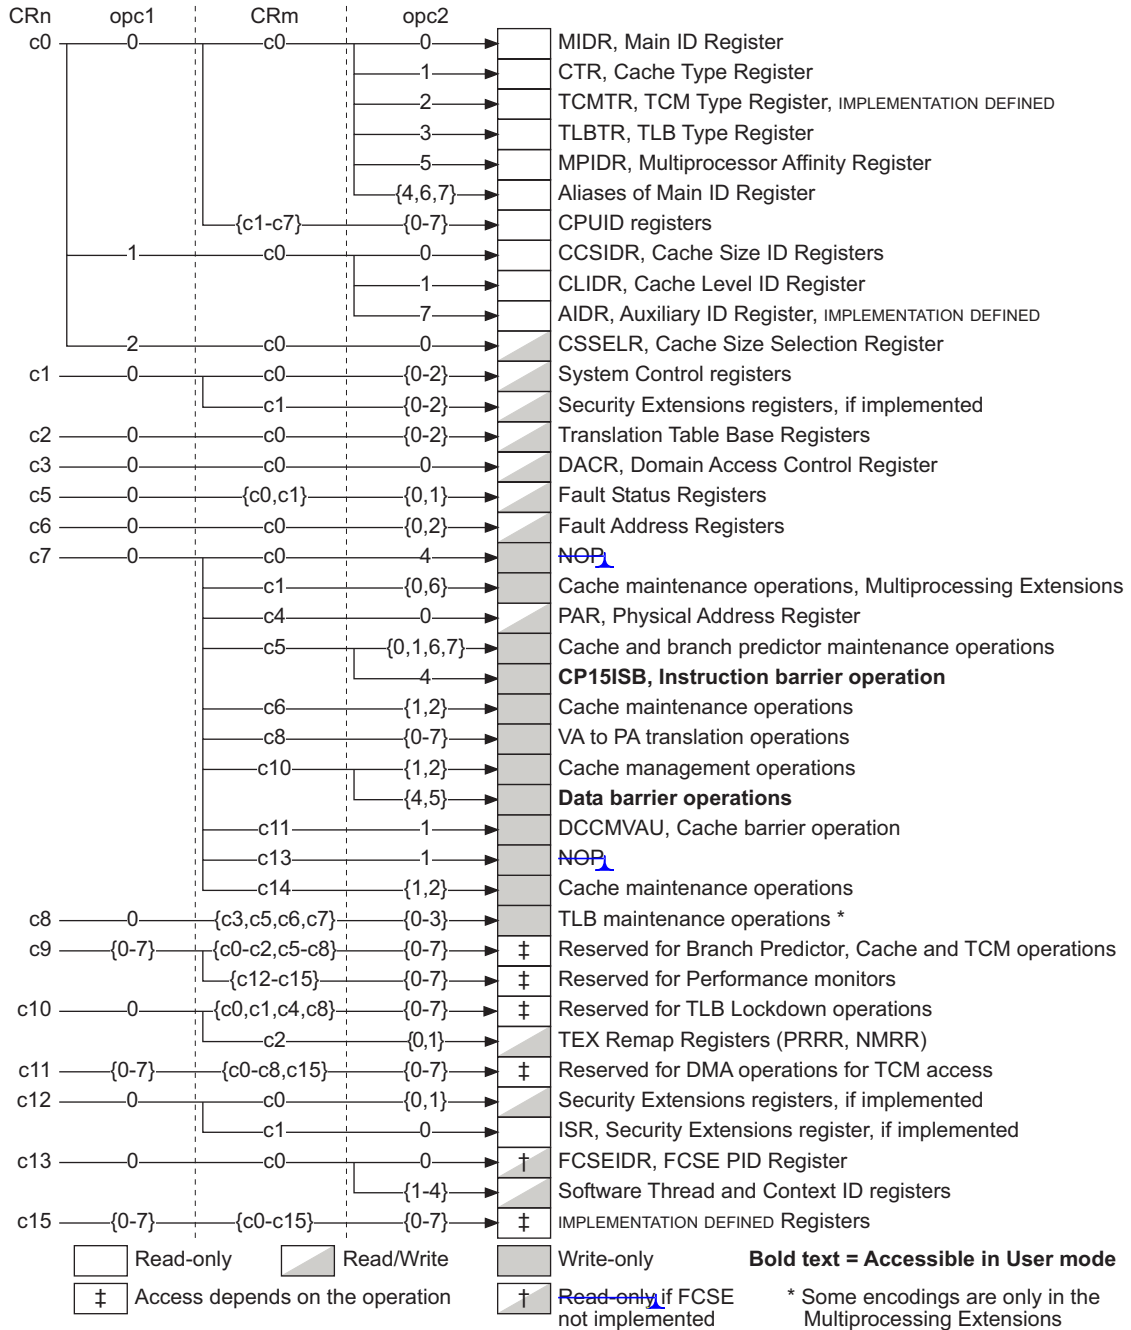 CRn opc1 CRm opc2
c0 0 c0 0 MIDR, Main ID Register
1 CTR, Cache Type Register
2 TCMTR, TCM Type Register, IMPLEMENTATION DEFINED
3 TLBTR, TLB Type Register
5 MPIDR, Multiprocessor Affinity Register
{4,6,7} Aliases of Main ID Register
{c1-c7} {0-7} CPUID registers
1 c0 0 CCSIDR, Cache Size ID Registers
1 CLIDR, Cache Level ID Register
7 AIDR, Auxiliary ID Register, IMPLEMENTATION DEFINED
2 c0 0 CSSELR, Cache Size Selection Register
c1 0 c0 {0-2} System Control registers
c1 {0-2} Security Extensions registers, if implemented
c2 0 c0 {0-2} Translation Table Base Registers
c3 0 c0 0 DACR, Domain Access Control Register
c5 0 {c0,c1} {0,1} Fault Status Registers
c6 0 c0 {0,2} Fault Address Registers
c7 0 c0 4 NOP
c1 {0,6} Cache maintenance operations, Multiprocessing Extensions
c4 0 PAR, Physical Address Register
c5 {0,1,6,7} Cache and branch predictor maintenance operations
4 CP15ISB, Instruction barrier operation
c6 {1,2} Cache maintenance operations
c8 {0-7} VA to PA translation operations
c10 {1,2} Cache management operations
{4,5} Data barrier operations
c11 1 DCCMVAU, Cache barrier operation
c13 1 NOP
c14 {1,2} Cache maintenance operations
c8 0 {c3,c5,c6,c7} {0-3} TLB maintenance operations *
c9 {0-7} {c0-c2,c5-c8} {0-7} ‡ Reserved for Branch Predictor, Cache and TCM operations
{c12-c15} {0-7} ‡ Reserved for Performance monitors
c10 0 {c0,c1,c4,c8} {0-7} ‡ Reserved for TLB Lockdown operations
c2 {0,1} TEX Remap Registers (PRRR, NMRR)
c11 {0-7} {c0-c8,c15} {0-7} ‡ Reserved for DMA operations for TCM access
c12 0 c0 {0,1} Security Extensions registers, if implemented
c1 0 ISR, Security Extensions register, if implemented
c13 0 c0 0 † FCSEIDR, FCSE PID Register
{1-4} Software Thread and Context ID registers
c15 {0-7} {c0-c15} {0-7} ‡ IMPLEMENTATION DEFINED Registers
Read-only Read/Write Write-only Bold text = Accessible in User mode
‡ Access depends on the operation † Read-only if FCSE * Some encodings are only in the
not implemented Multiprocessing Extensions